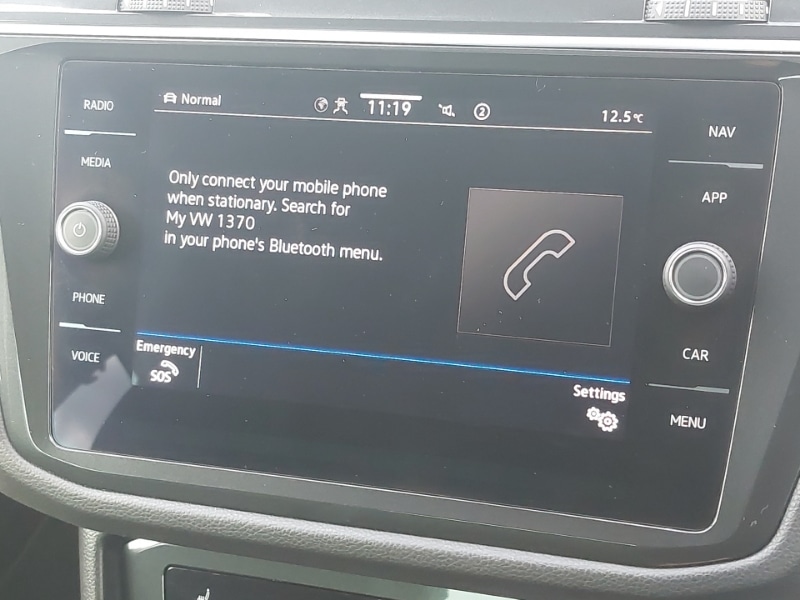 RADIO
MEDIA
PHONE
VOICE
Normal
11:19
2
12.5°C
Only connect your mobile phone
when stationary. Search for
My VW 1370
in your phone's Bluetooth menu.
Emergency
SOS
Settings
NAV
APP
CAR
MENU